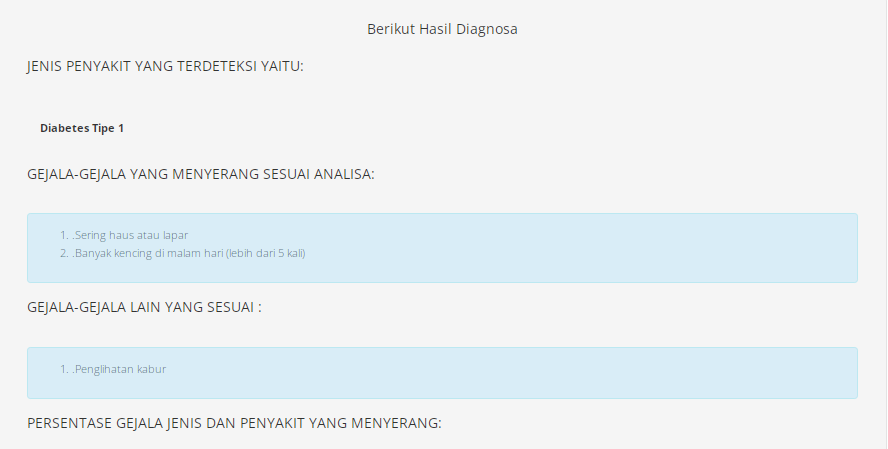 Berikut Hasil Diagnosa
JENIS PENYAKIT YANG TERDETEKSI YAITU:
Diabetes Tipe 1
GEJALA-GEJALA YANG MENYERANG SESUAI ANALISA:
1. .Sering haus atau lapar
2. .Banyak kencing di malam hari (lebih dari 5 kali)
GEJALA-GEJALA LAIN YANG SESUAI :
1. .Penglihatan kabur
PERSENTASE GEJALA JENIS DAN PENYAKIT YANG MENYERANG: